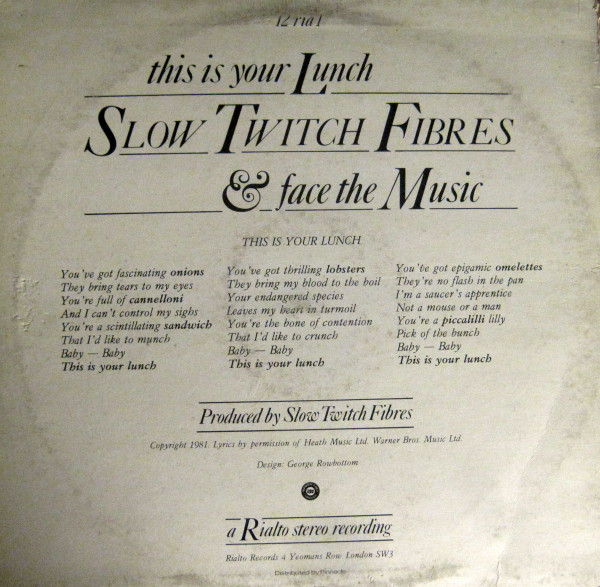 12 ria 1
this is your Lunch
SLOW TWITCH FIBRES
& face the Music
THIS IS YOUR LUNCH
You've got fascinating onions
They bring tears to my eyes
You're full of cannelloni
And I can't control my sighs
You're a scintillating sandwich
That I'd like to munch
Baby — Baby
This is your lunch
You've got thrilling lobsters
They bring my blood to the boil
Your endangered species
Leaves my heart in turmoil
You're the bone of contention
That I'd like to crunch
Baby — Baby
This is your lunch
You've got epigamic omelettes
They're no flash in the pan
I'm a saucer's apprentice
Not a mouse or a man
You're a piccalilli lilly
Pick of the bunch
Baby — Baby
This is your lunch
Produced by Slow Twitch Fibres
Copyright 1981. Lyrics by permission of Heath Music Ltd. Warner Bros. Music Ltd.
Design: George Rowbottom
a Rialto stereo recording
Rialto Records 4 Yeomans Row London SW3
Distributed by Pinnacle